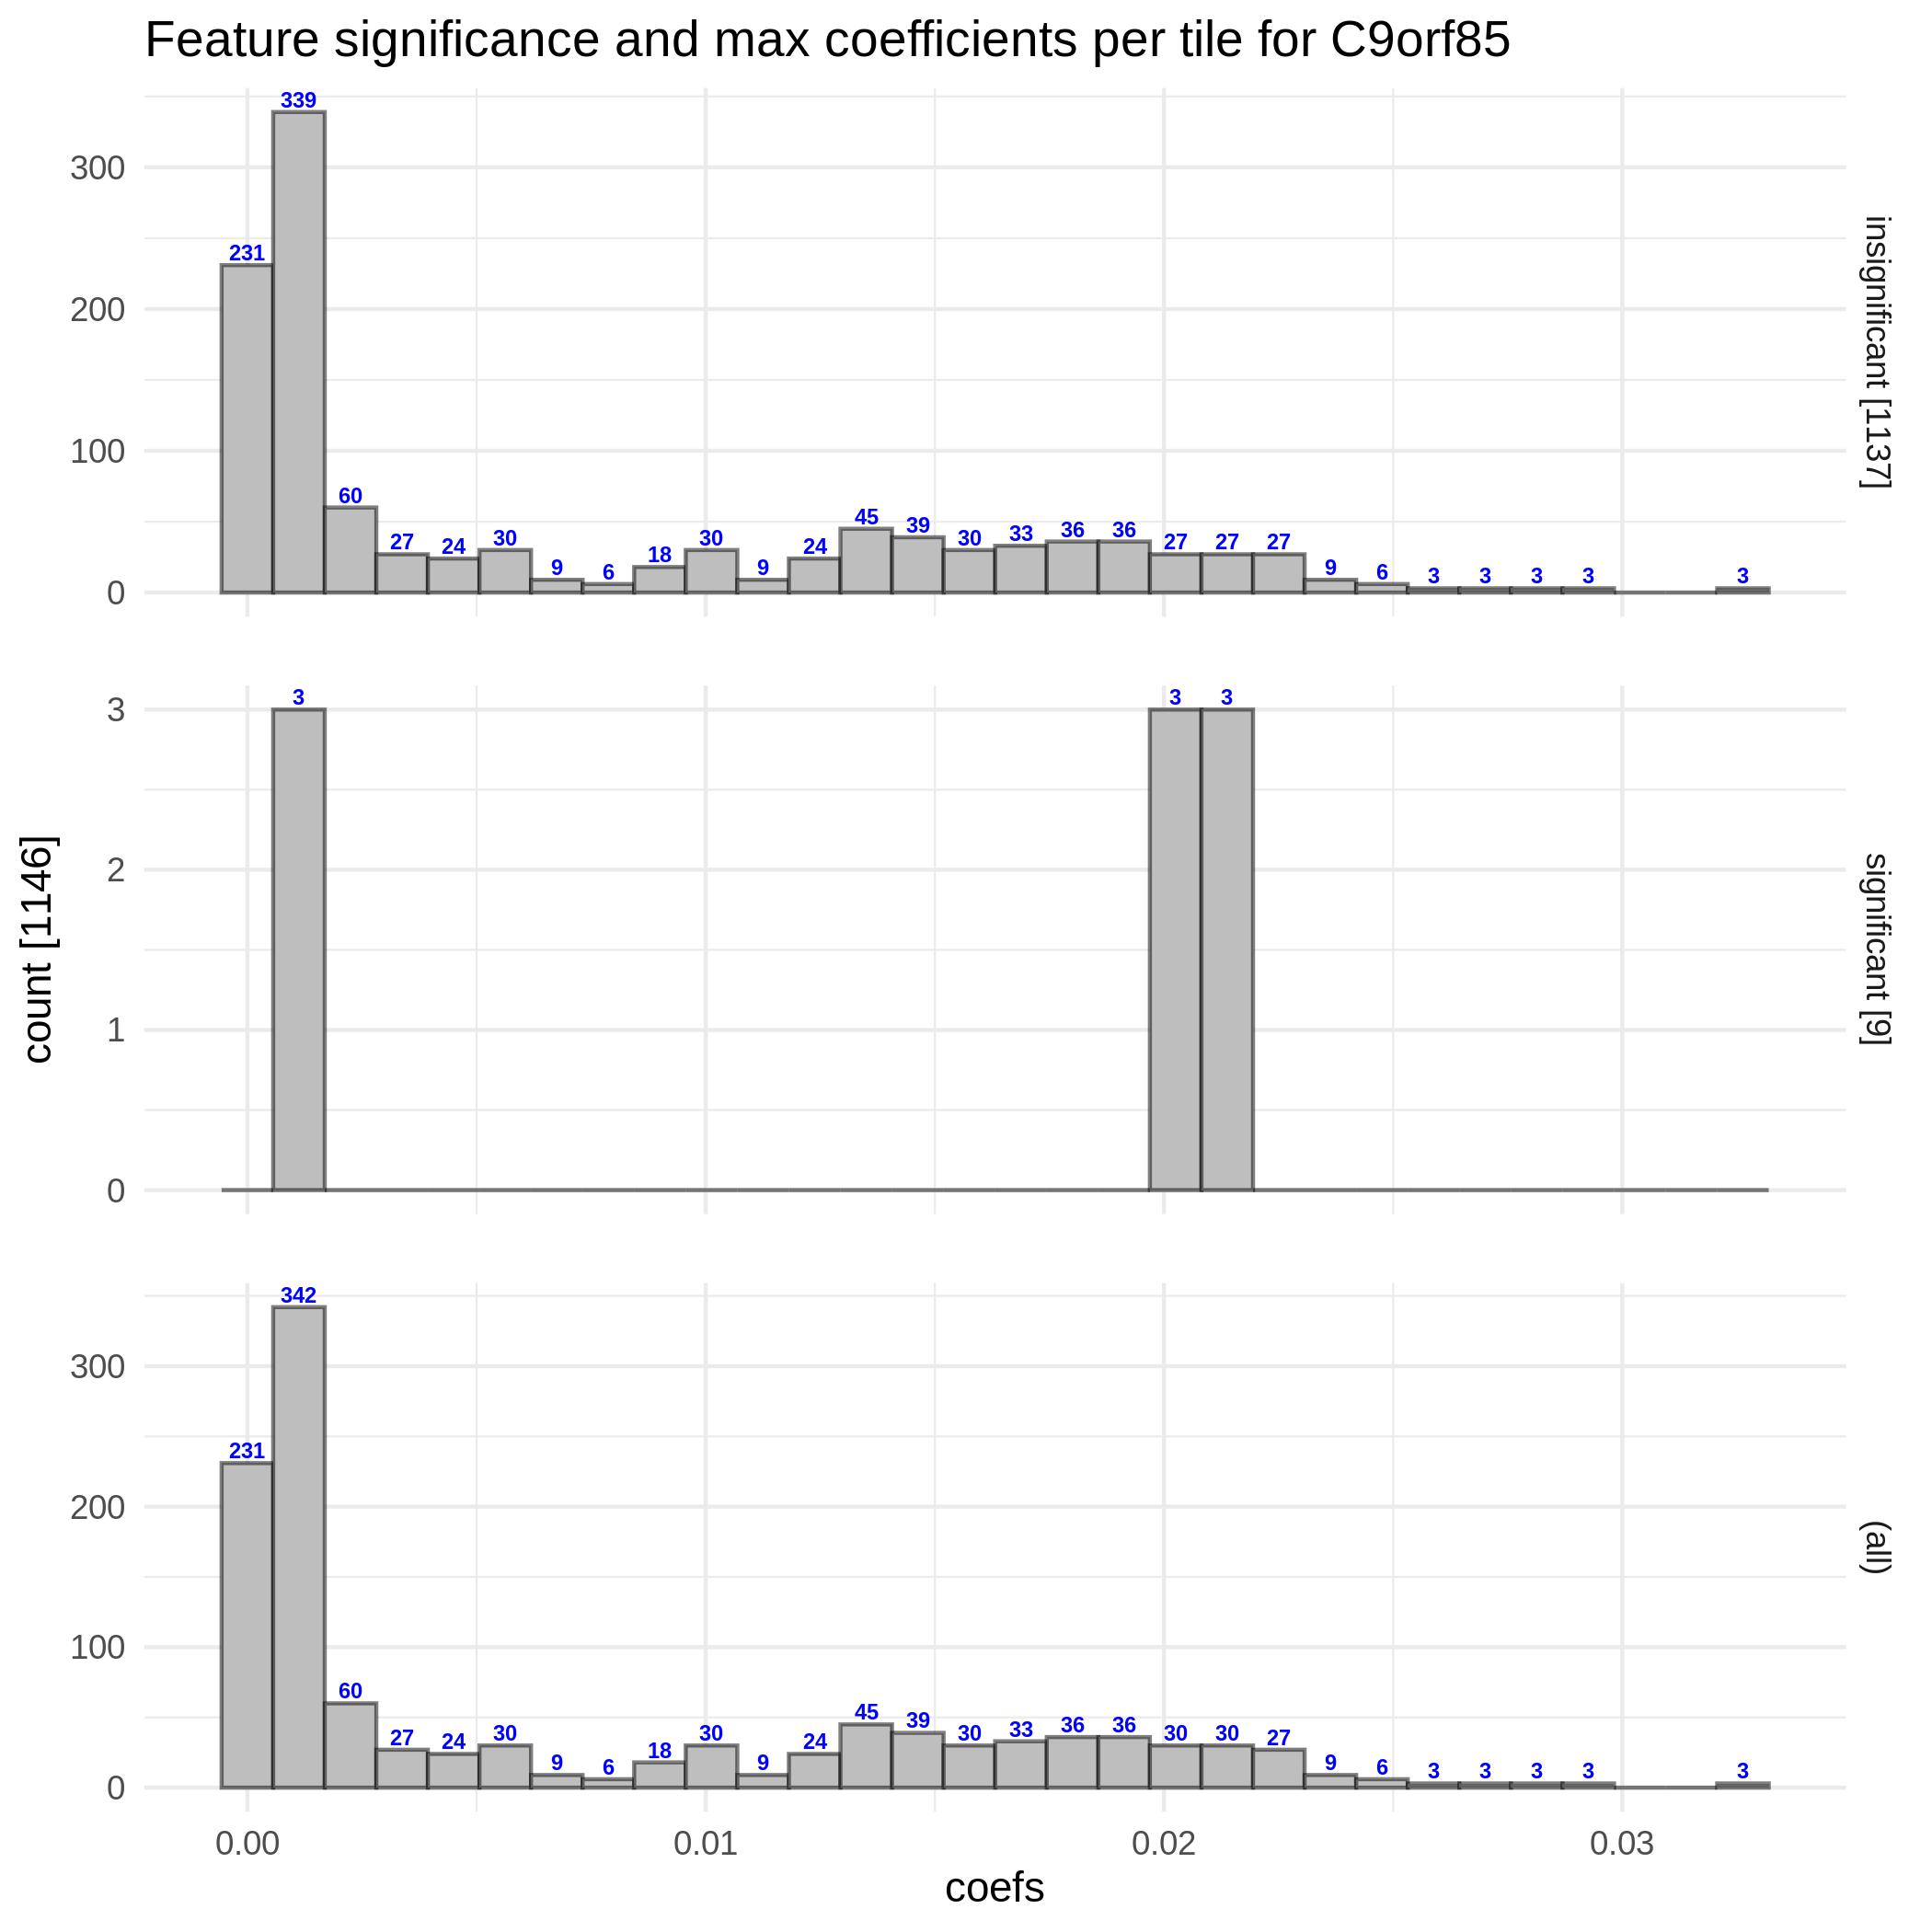 Feature significance and max coefficients per tile for C9orf85
339
300
231
200
100
60
27 24 30 9 6 18 30 9 24 45 39 30 33 36 36 27 27 27 9 6 3 3 3 3 3
0
insignificant [1137]
3 3 3
3
2
1
0
significant [9]
count [1146]
342
300
231
200
100
60
27 24 30 9 6 18 30 9 24 45 39 30 33 36 36 30 30 27 9 6 3 3 3 3 3
0
(all)
0.00 0.01 0.02 0.03
coefs